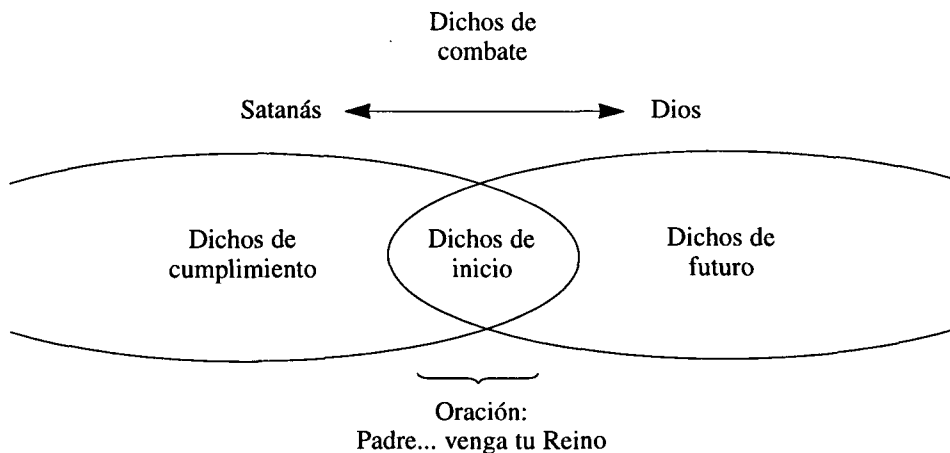 Dichos de
combate
Satanás
Dios
Dichos de
cumplimiento
Dichos de
inicio
Dichos de
futuro
Oración:
Padre... venga tu Reino